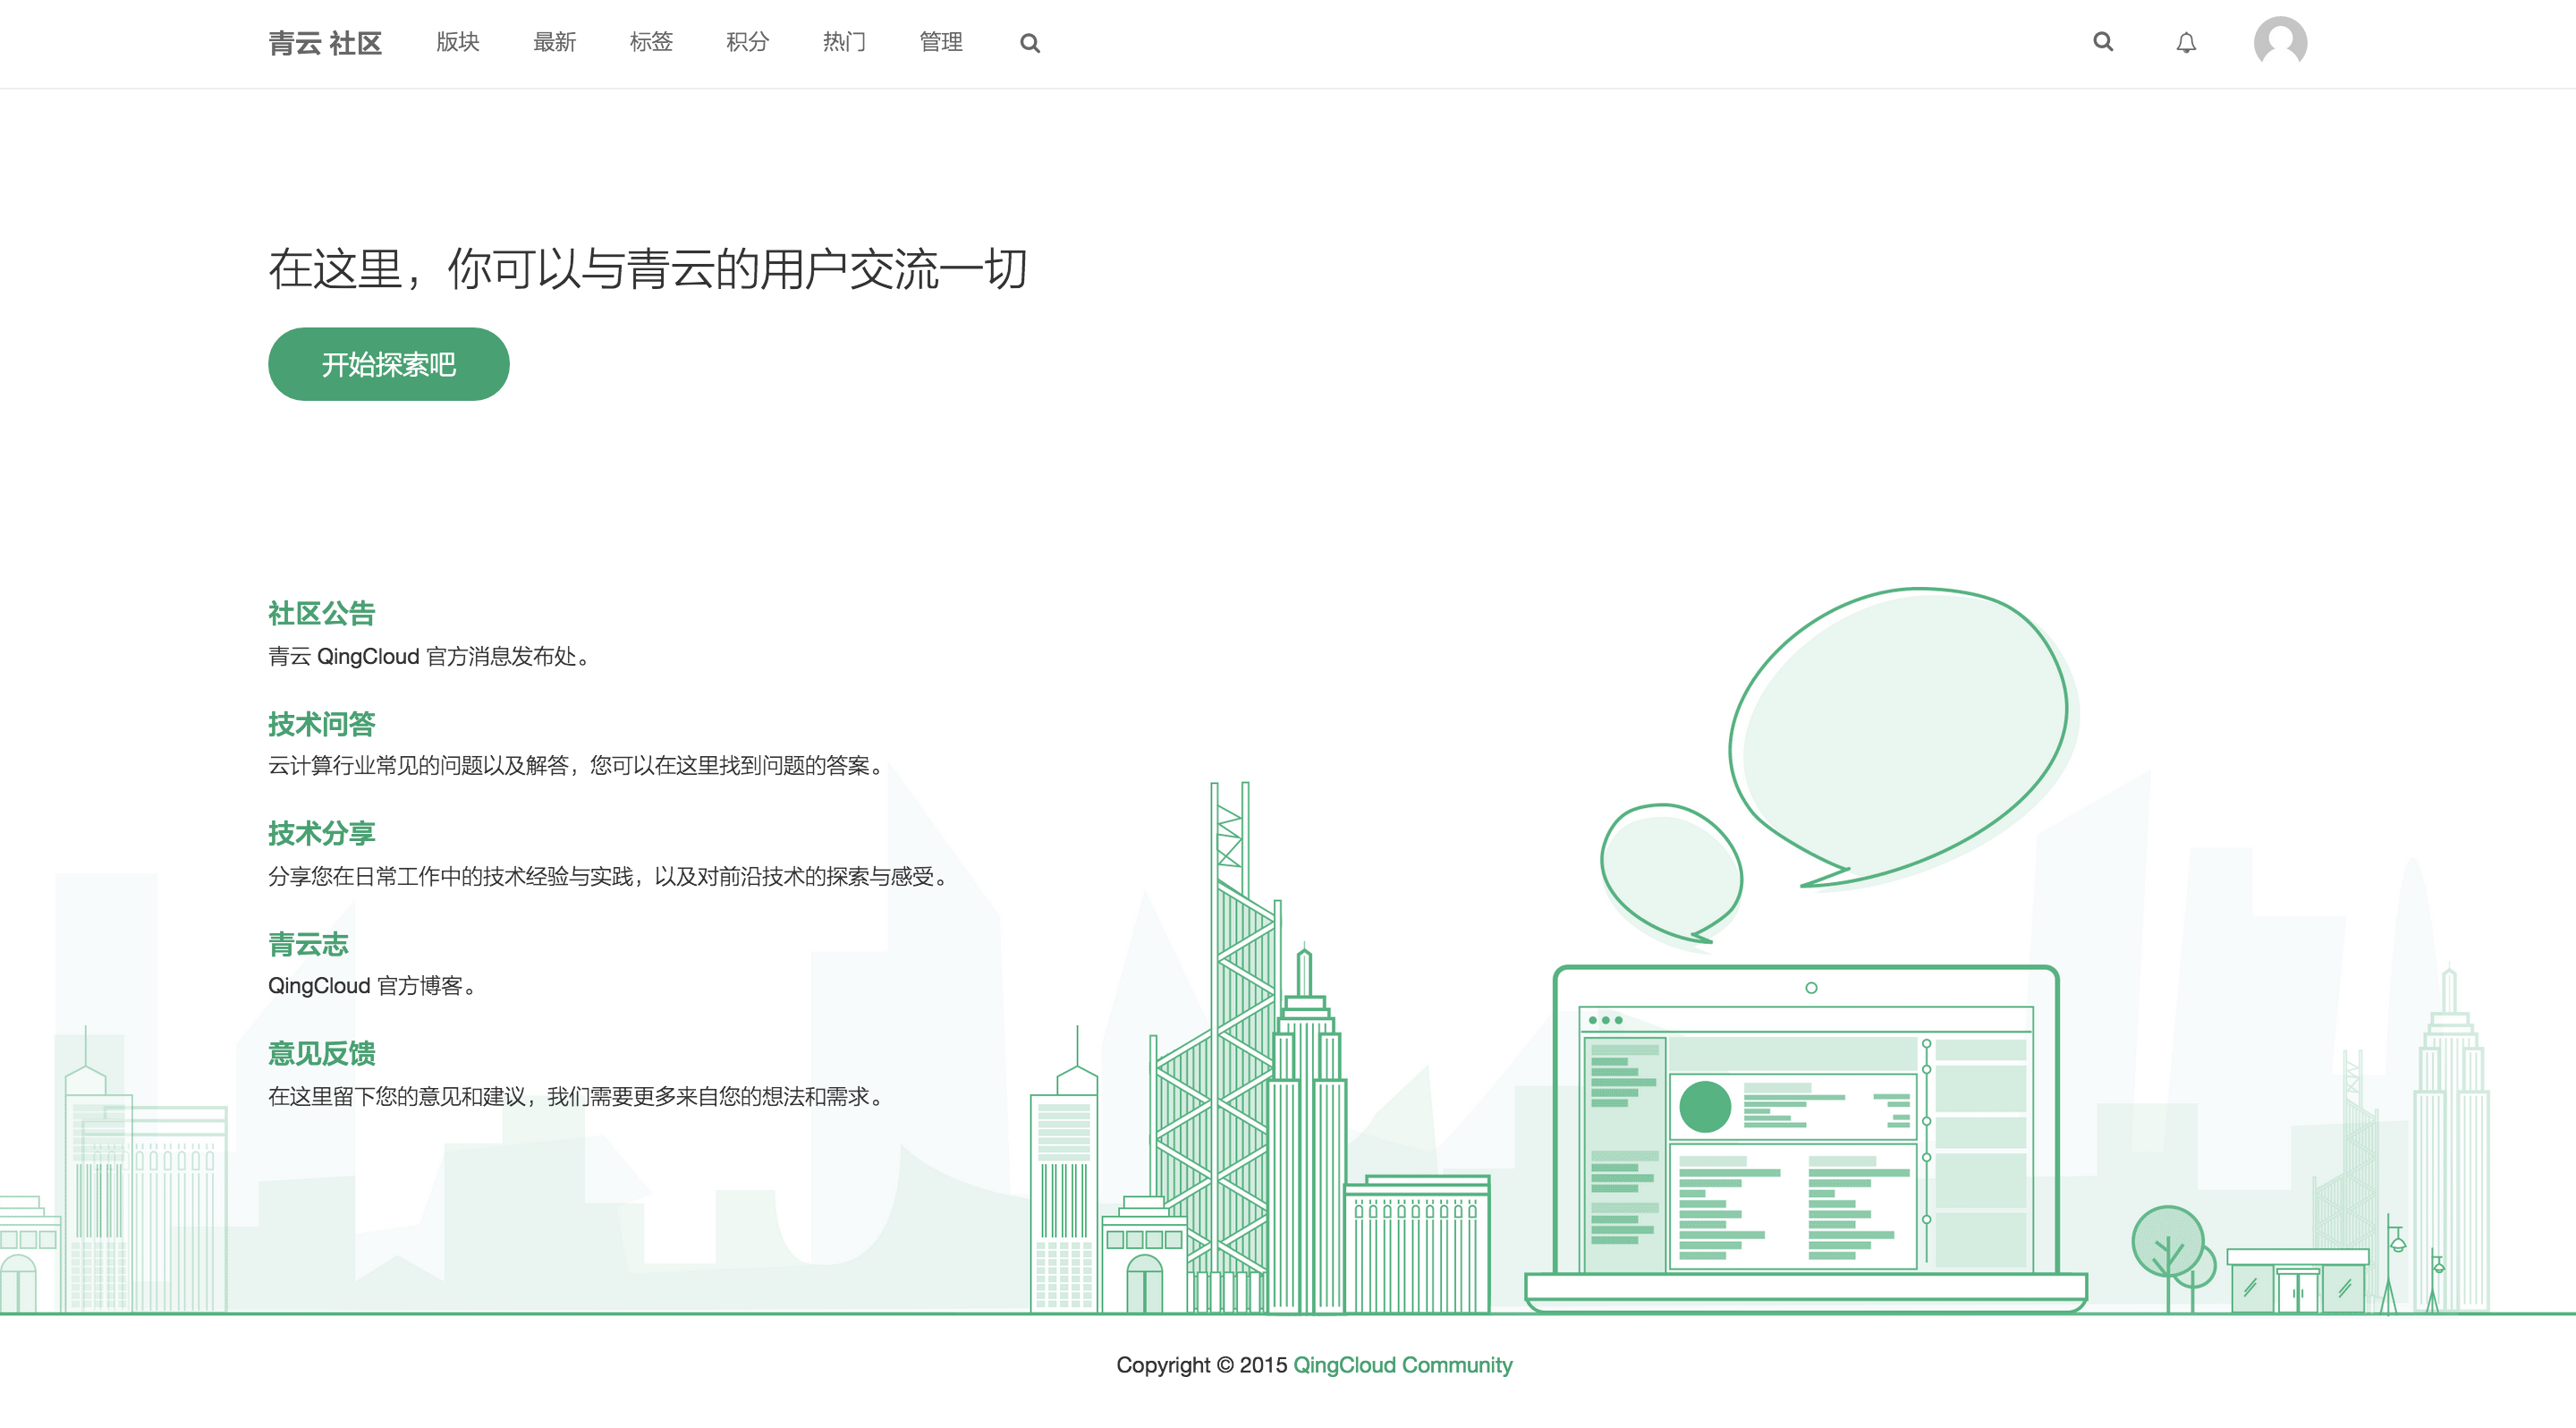 青云 社区 版块 最新 标签 积分 热门 管理
在这里，你可以与青云的用户交流一切
开始探索吧
社区公告
青云 QingCloud 官方消息发布处。
技术问答
云计算行业常见的问题以及解答，您可以在这里找到问题的答案。
技术分享
分享您在日常工作中的技术经验与实践，以及对前沿技术的探索与感受。
青云志
QingCloud 官方博客。
意见反馈
在这里留下您的意见和建议，我们需要更多来自您的想法和需求。
Copyright © 2015 QingCloud Community